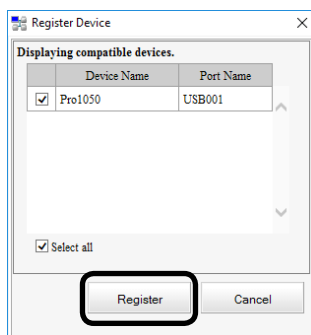 Register Device
Displaying compatible devices.
Device Name Port Name
Pro1050 USB001
Select all
Register Cancel